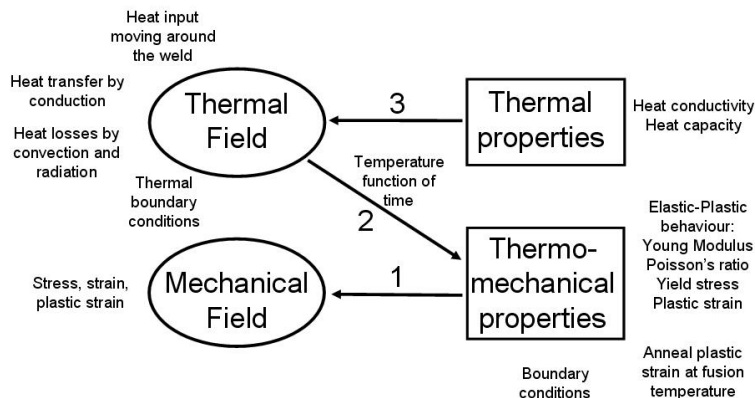 Heat input
moving around
the weld
Heat transfer by
conduction
Heat losses by
convection and
radiation
Thermal
boundary
conditions
Thermal
Field
3
Thermal
properties
Heat conductivity
Heat capacity
Temperature
function of
time
2
Stress, strain,
plastic strain
Mechanical
Field
1
Thermo-
mechanical
properties
Elastic-Plastic
behaviour:
Young Modulus
Poisson's ratio
Yield stress
Plastic strain
Boundary
conditions
Anneal plastic
strain at fusion
temperature